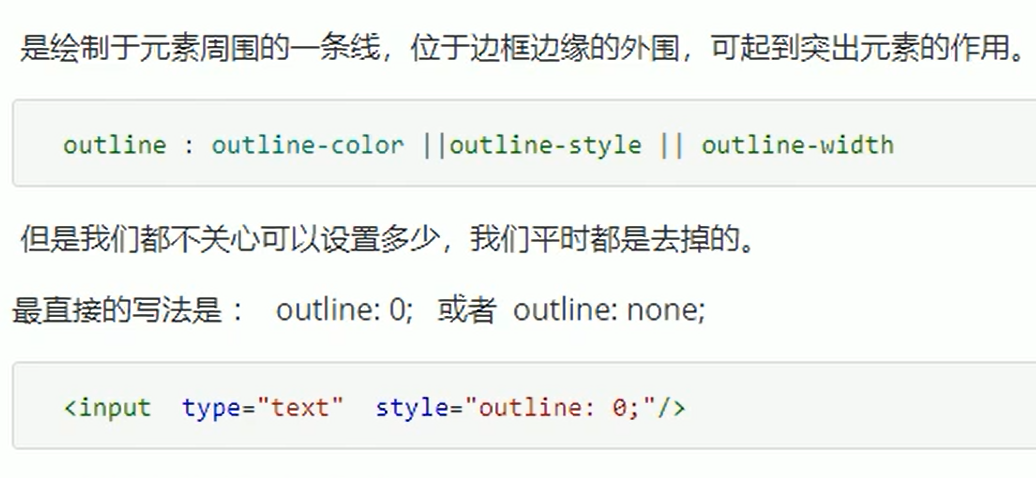 是绘制于元素周围的一条线，位于边框边缘的外围，可起到突出元素的作用。
outline : outline-color ||outline-style || outline-width
但是我们都不关心可以设置多少，我们平时都是去掉的。
最直接的写法是： outline: 0; 或者 outline: none;
<input type="text" style="outline: 0;"/>